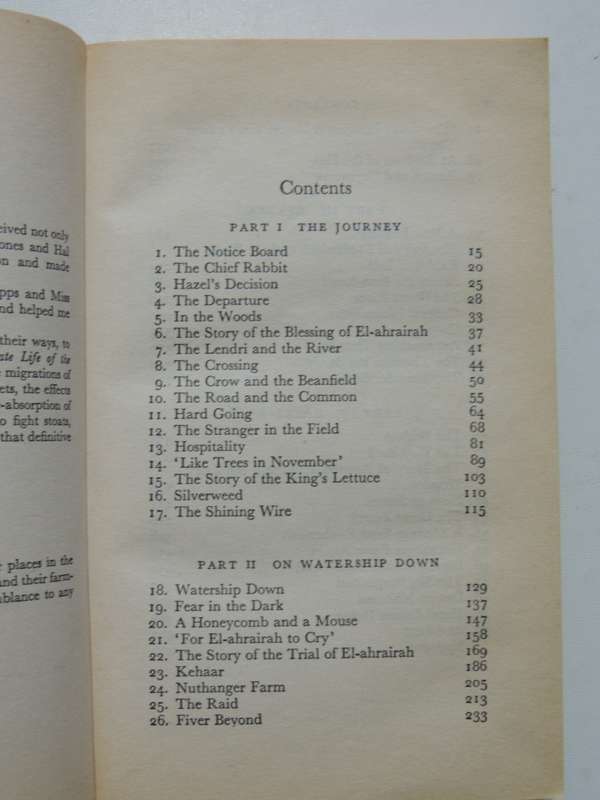 eived not only
ones and Hal
on and made
pps and Miss
nd helped me
their ways, to
ate Life of the
migrations of
ets, the effects
-absorption of
o fight stoats,
that definitive
places in the
and their farm-
mblance to any
Contents
PART I THE JOURNEY
1. The Notice Board 15
2. The Chief Rabbit 20
3. Hazel's Decision 25
4. The Departure 28
5. In the Woods 33
6. The Story of the Blessing of El-ahrairah 37
7. The Lendri and the River 41
8. The Crossing 44
9. The Crow and the Beanfield 50
10. The Road and the Common 55
11. Hard Going 64
12. The Stranger in the Field 68
13. Hospitality 81
14. 'Like Trees in November' 89
15. The Story of the King's Lettuce 103
16. Silverweed 110
17. The Shining Wire 115
PART II ON WATERSHIP DOWN
18. Watership Down 129
19. Fear in the Dark 137
20. A Honeycomb and a Mouse 147
21. 'For El-ahrairah to Cry' 158
22. The Story of the Trial of El-ahrairah 169
23. Kehaar 186
24. Nuthanger Farm 205
25. The Raid 213
26. Fiver Beyond 233